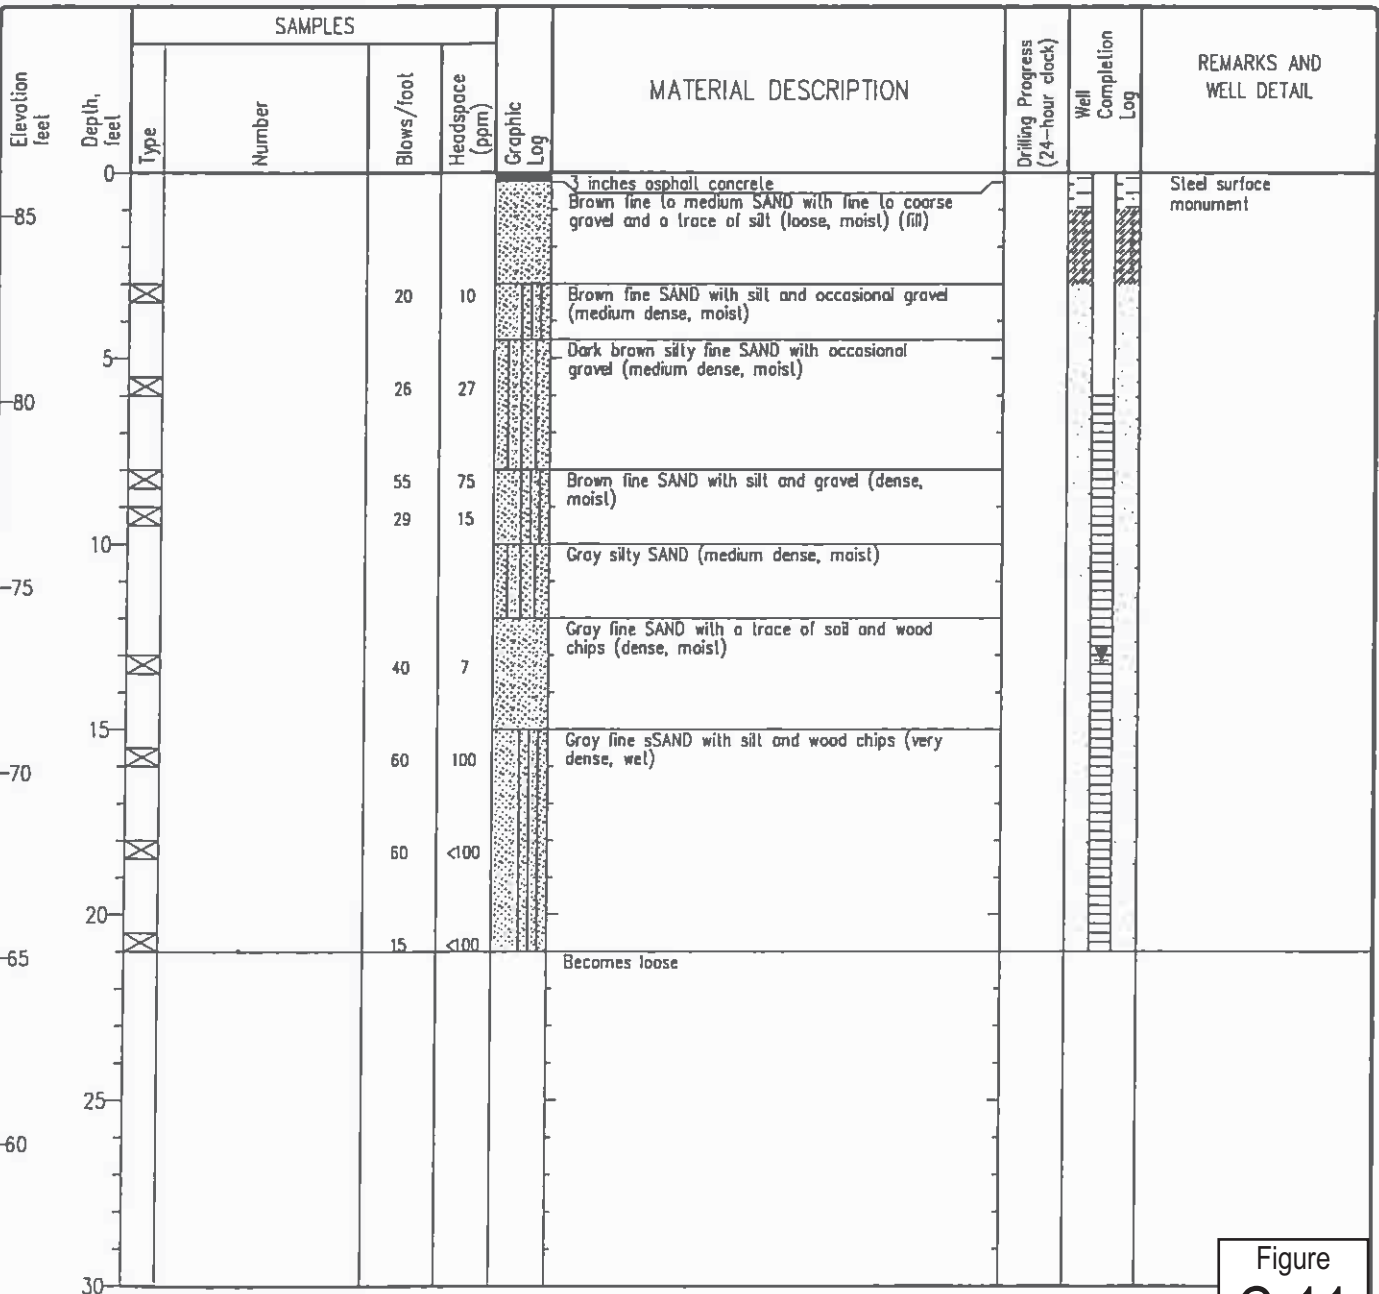 SAMPLES
Elevation
feet
Depth,
feet
Type
Number
Blows/foot
Headspace
(ppm)
Graphic
Log
MATERIAL DESCRIPTION
Drilling Progress
(24-hour clock)
Well
Completion
Log
REMARKS AND
WELL DETAIL
0
3 inches asphalt concrete
Steel surface
monument
85
Brown fine to medium SAND with fine to coarse
gravel and a trace of silt (loose, moist) (fill)
20 10
Brown fine SAND with silt and occasional gravel
(medium dense, moist)
5
Dark brown silty fine SAND with occasional
gravel (medium dense, moist)
80
26 27
55 75
Brown fine SAND with silt and gravel (dense,
moist)
29 15
10
Gray silty SAND (medium dense, moist)
75
Gray fine SAND with a trace of soil and wood
chips (dense, moist)
40 7
15
Gray fine sSAND with silt and wood chips (very
dense, wet)
60 100
70
60 <100
20
15 <100
65
Becomes loose
25
60
30
Figure